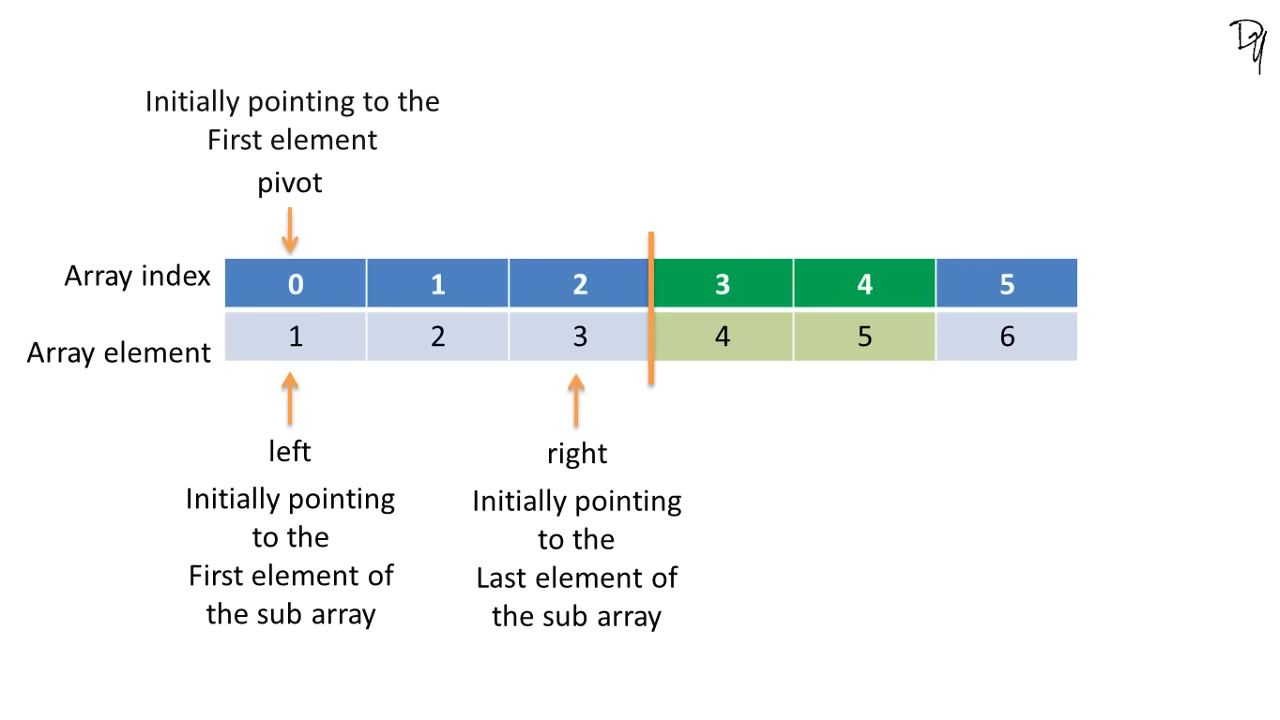 Initially pointing to the
First element
pivot
Array index 0 1 2 3 4 5
Array element 1 2 3 4 5 6
left
Initially pointing
to the
First element of
the sub array
right
Initially pointing
to the
Last element of
the sub array